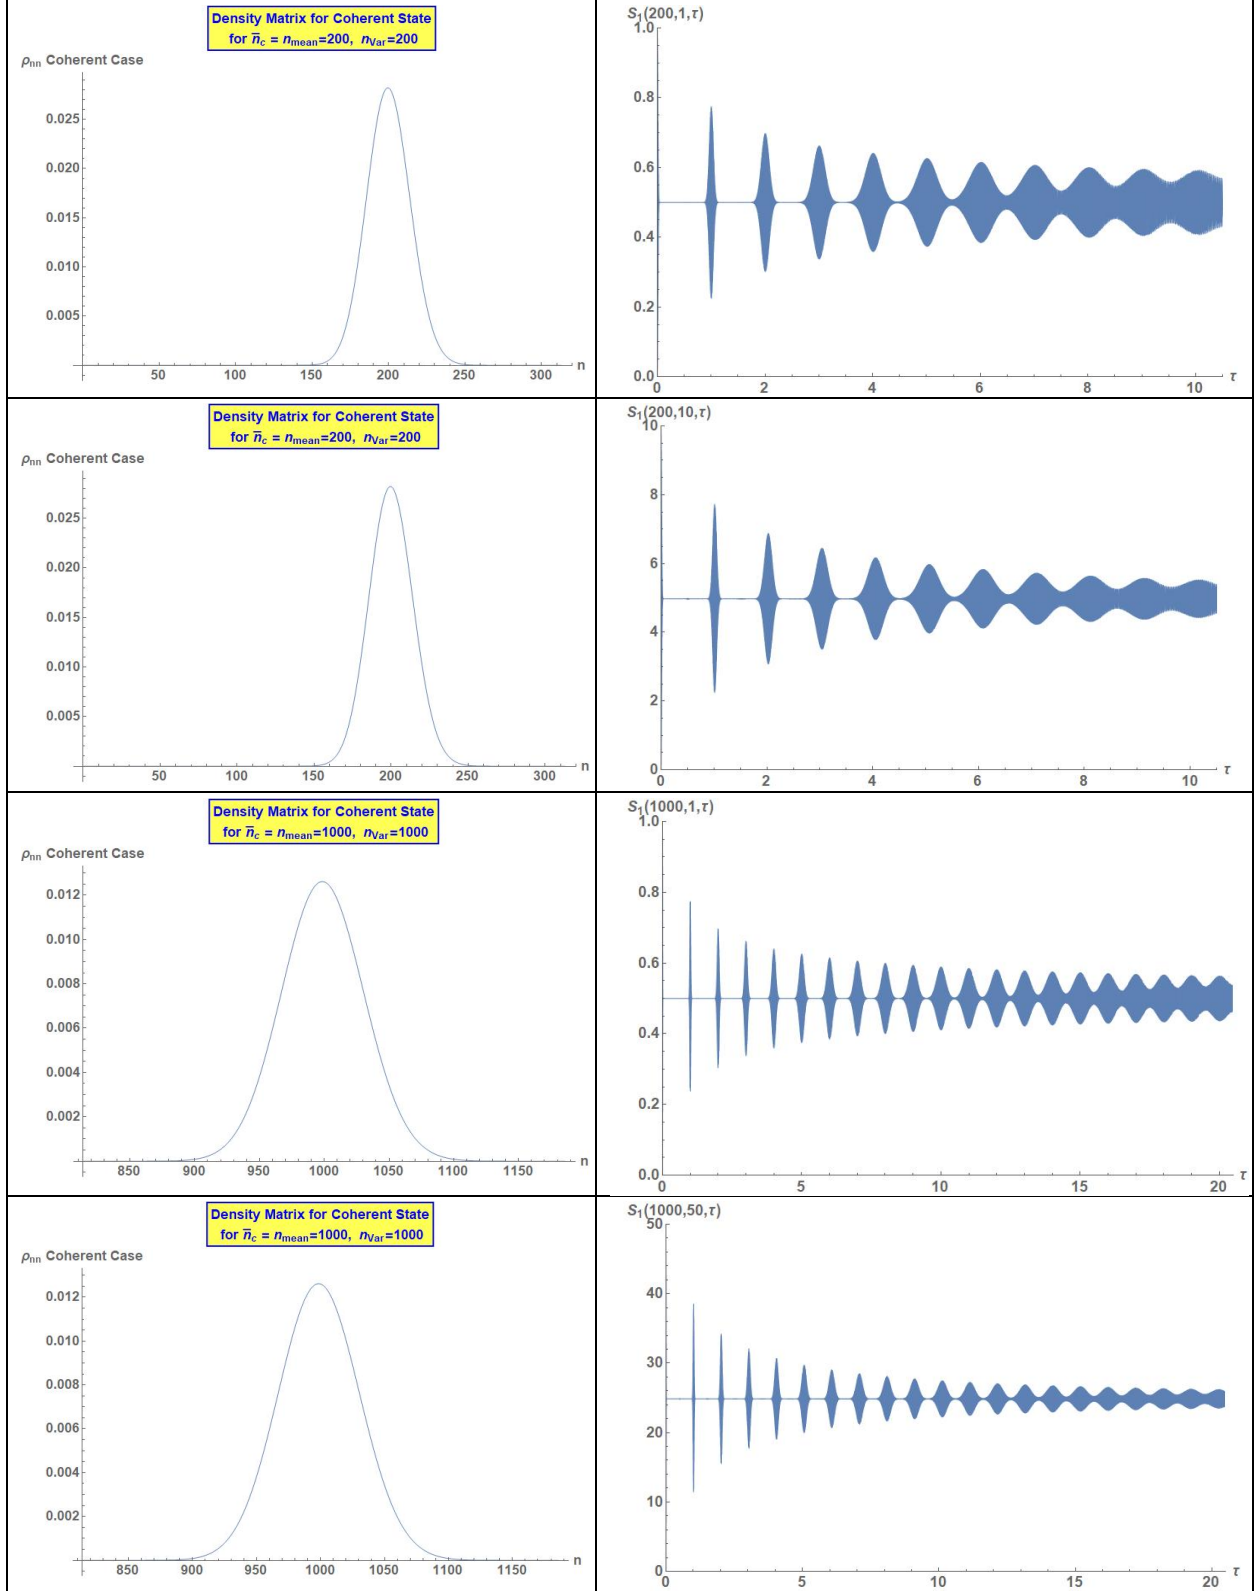 Density Matrix for Coherent State
for n̅c = nmean=200, nVar=200
ρnn Coherent Case
0.025
0.020
0.015
0.010
0.005
50 100 150 200 250 300 n
S1(200,1,τ)
1.0
0.8
0.6
0.4
0.2
0.0
0 2 4 6 8 10 τ
Density Matrix for Coherent State
for n̅c = nmean=200, nVar=200
ρnn Coherent Case
0.025
0.020
0.015
0.010
0.005
50 100 150 200 250 300 n
S1(200,10,τ)
10
8
6
4
2
0
0 2 4 6 8 10 τ
Density Matrix for Coherent State
for n̅c = nmean=1000, nVar=1000
ρnn Coherent Case
0.012
0.010
0.008
0.006
0.004
0.002
850 900 950 1000 1050 1100 1150 n
S1(1000,1,τ)
1.0
0.8
0.6
0.4
0.2
0.0
0 5 10 15 20 τ
Density Matrix for Coherent State
for n̅c = nmean=1000, nVar=1000
ρnn Coherent Case
0.012
0.010
0.008
0.006
0.004
0.002
850 900 950 1000 1050 1100 1150 n
S1(1000,50,τ)
50
40
30
20
10
0
0 5 10 15 20 τ